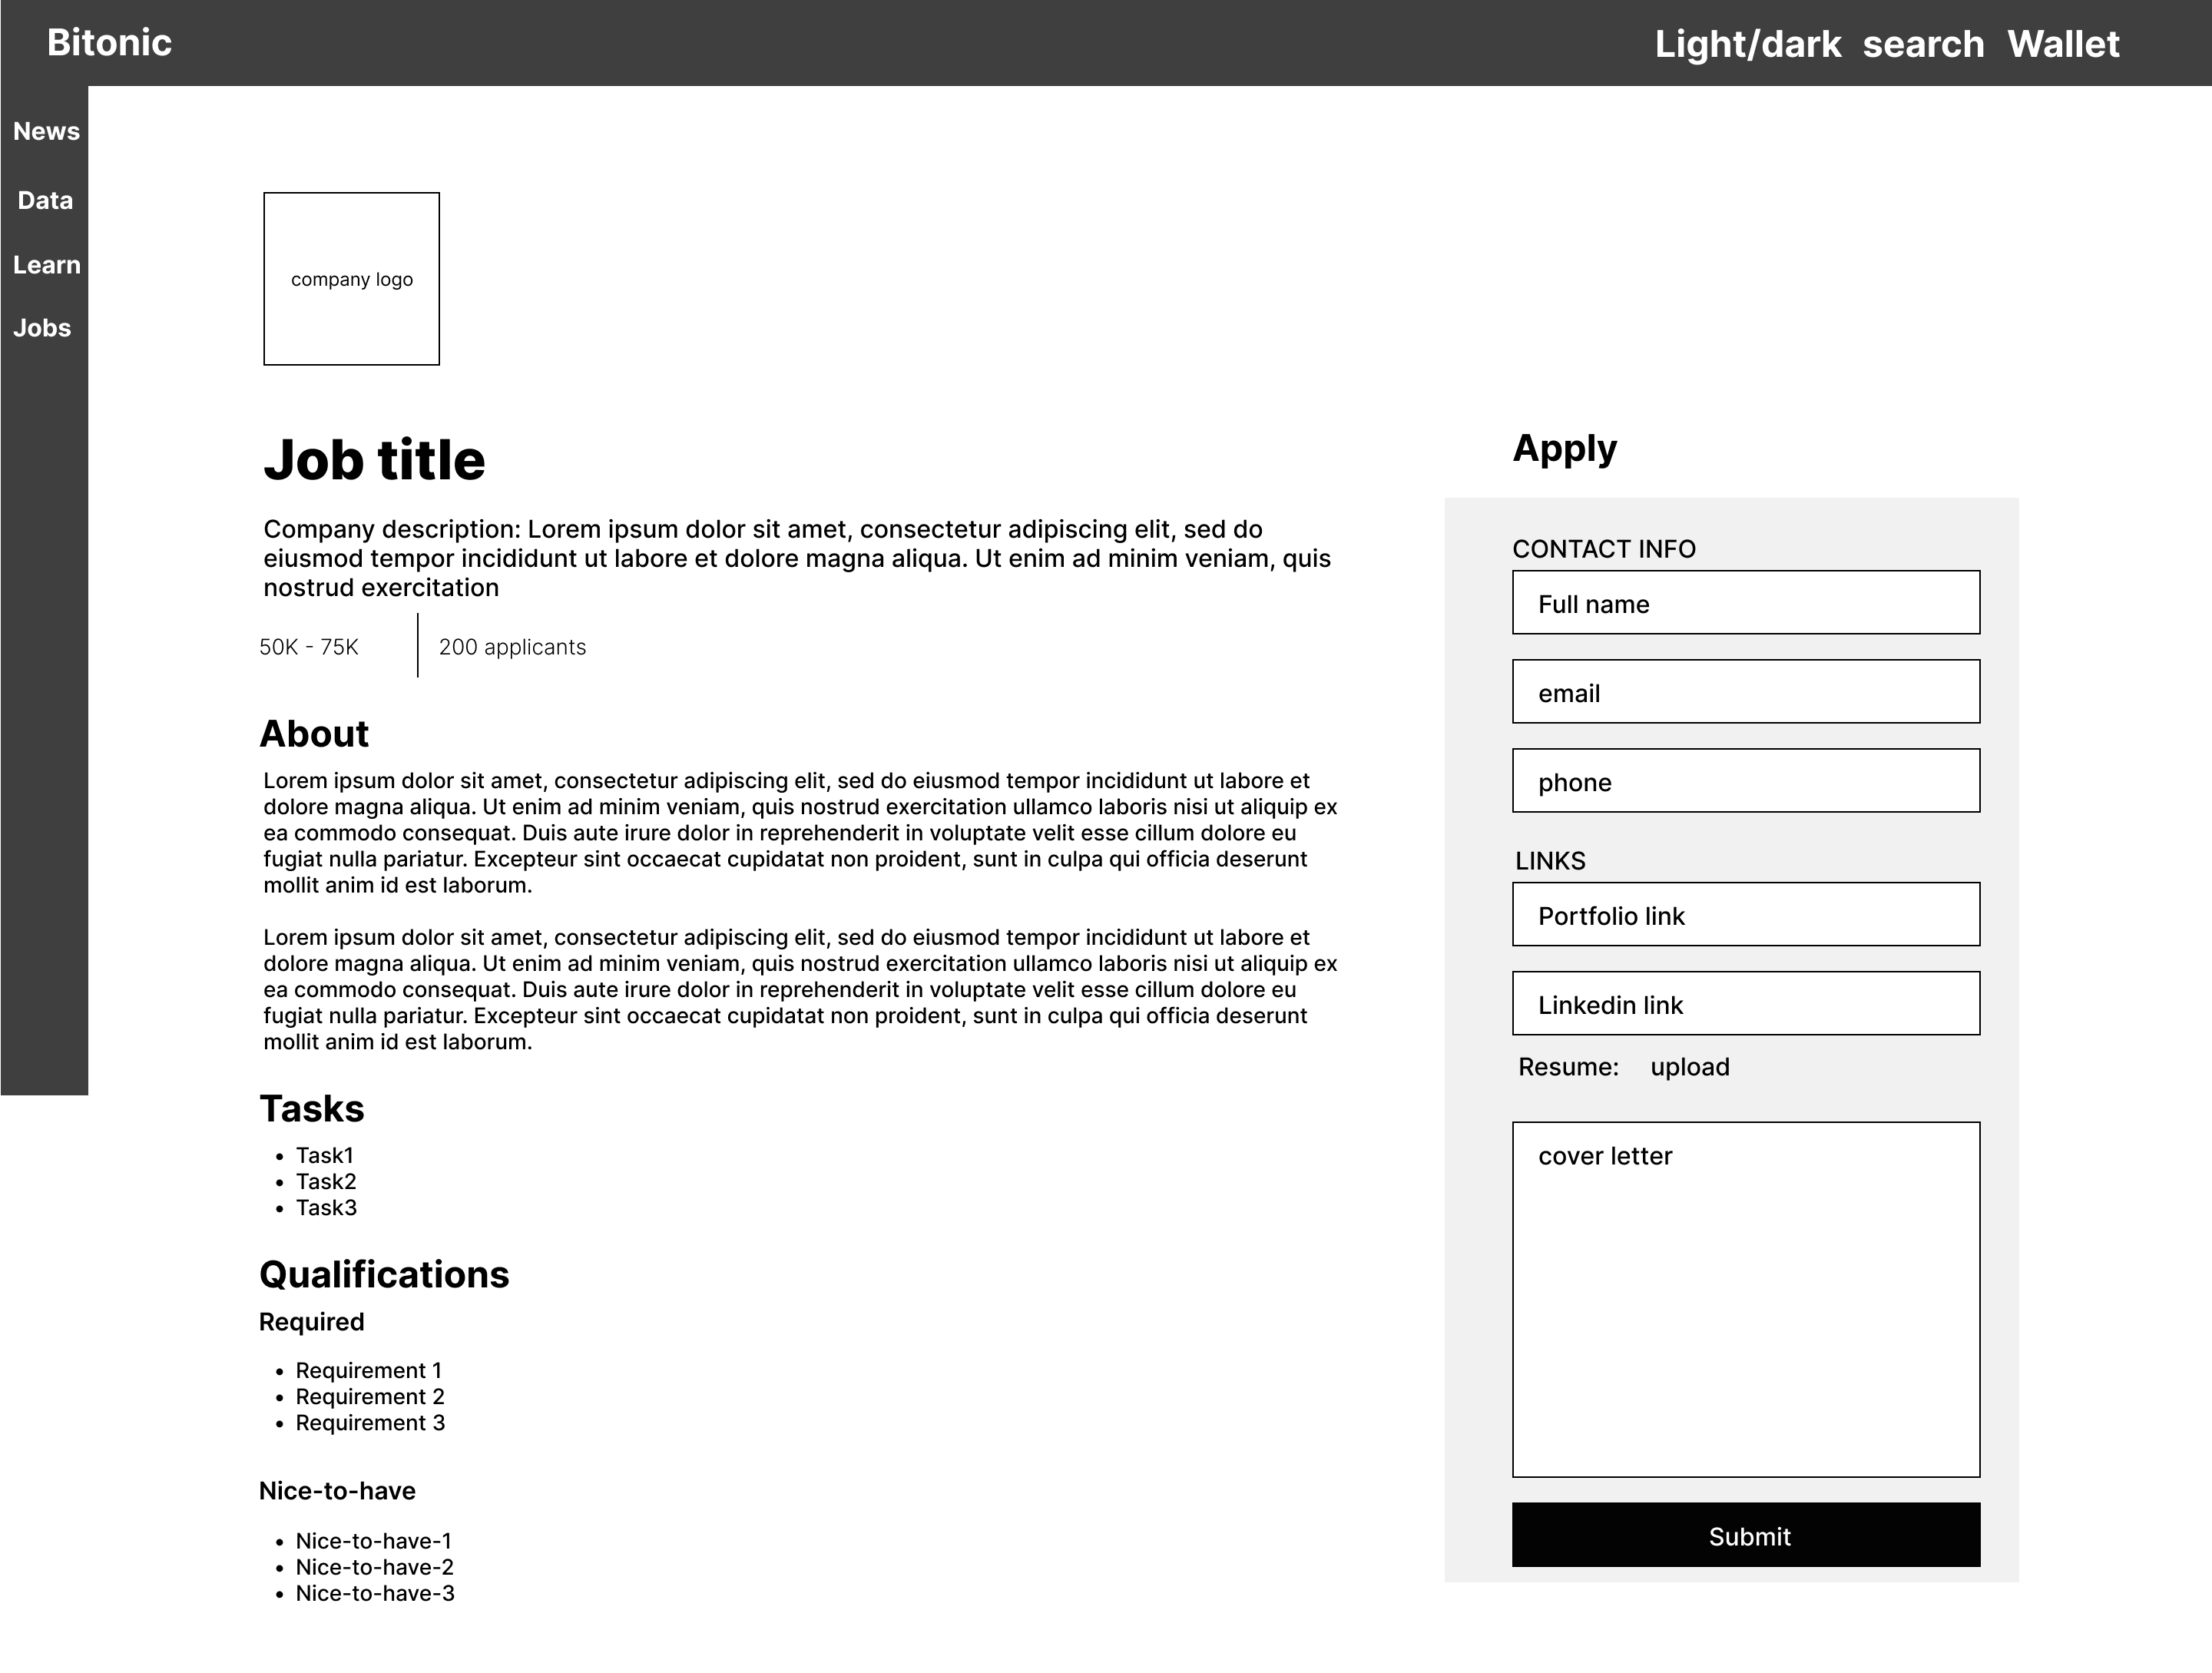 Bitonic
Light/dark search Wallet
News
Data
Learn
Jobs
company logo
Job title
Company description: Lorem ipsum dolor sit amet, consectetur adipiscing elit, sed do
eiusmod tempor incididunt ut labore et dolore magna aliqua. Ut enim ad minim veniam, quis
nostrud exercitation
50K - 75K
200 applicants
About
Lorem ipsum dolor sit amet, consectetur adipiscing elit, sed do eiusmod tempor incididunt ut labore et
dolore magna aliqua. Ut enim ad minim veniam, quis nostrud exercitation ullamco laboris nisi ut aliquip ex
ea commodo consequat. Duis aute irure dolor in reprehenderit in voluptate velit esse cillum dolore eu
fugiat nulla pariatur. Excepteur sint occaecat cupidatat non proident, sunt in culpa qui officia deserunt
mollit anim id est laborum.
Lorem ipsum dolor sit amet, consectetur adipiscing elit, sed do eiusmod tempor incididunt ut labore et
dolore magna aliqua. Ut enim ad minim veniam, quis nostrud exercitation ullamco laboris nisi ut aliquip ex
ea commodo consequat. Duis aute irure dolor in reprehenderit in voluptate velit esse cillum dolore eu
fugiat nulla pariatur. Excepteur sint occaecat cupidatat non proident, sunt in culpa qui officia deserunt
mollit anim id est laborum.
Tasks
• Task1
• Task2
• Task3
Qualifications
Required
• Requirement 1
• Requirement 2
• Requirement 3
Nice-to-have
• Nice-to-have-1
• Nice-to-have-2
• Nice-to-have-3
Apply
CONTACT INFO
Full name
email
phone
LINKS
Portfolio link
Linkedin link
Resume: upload
cover letter
Submit